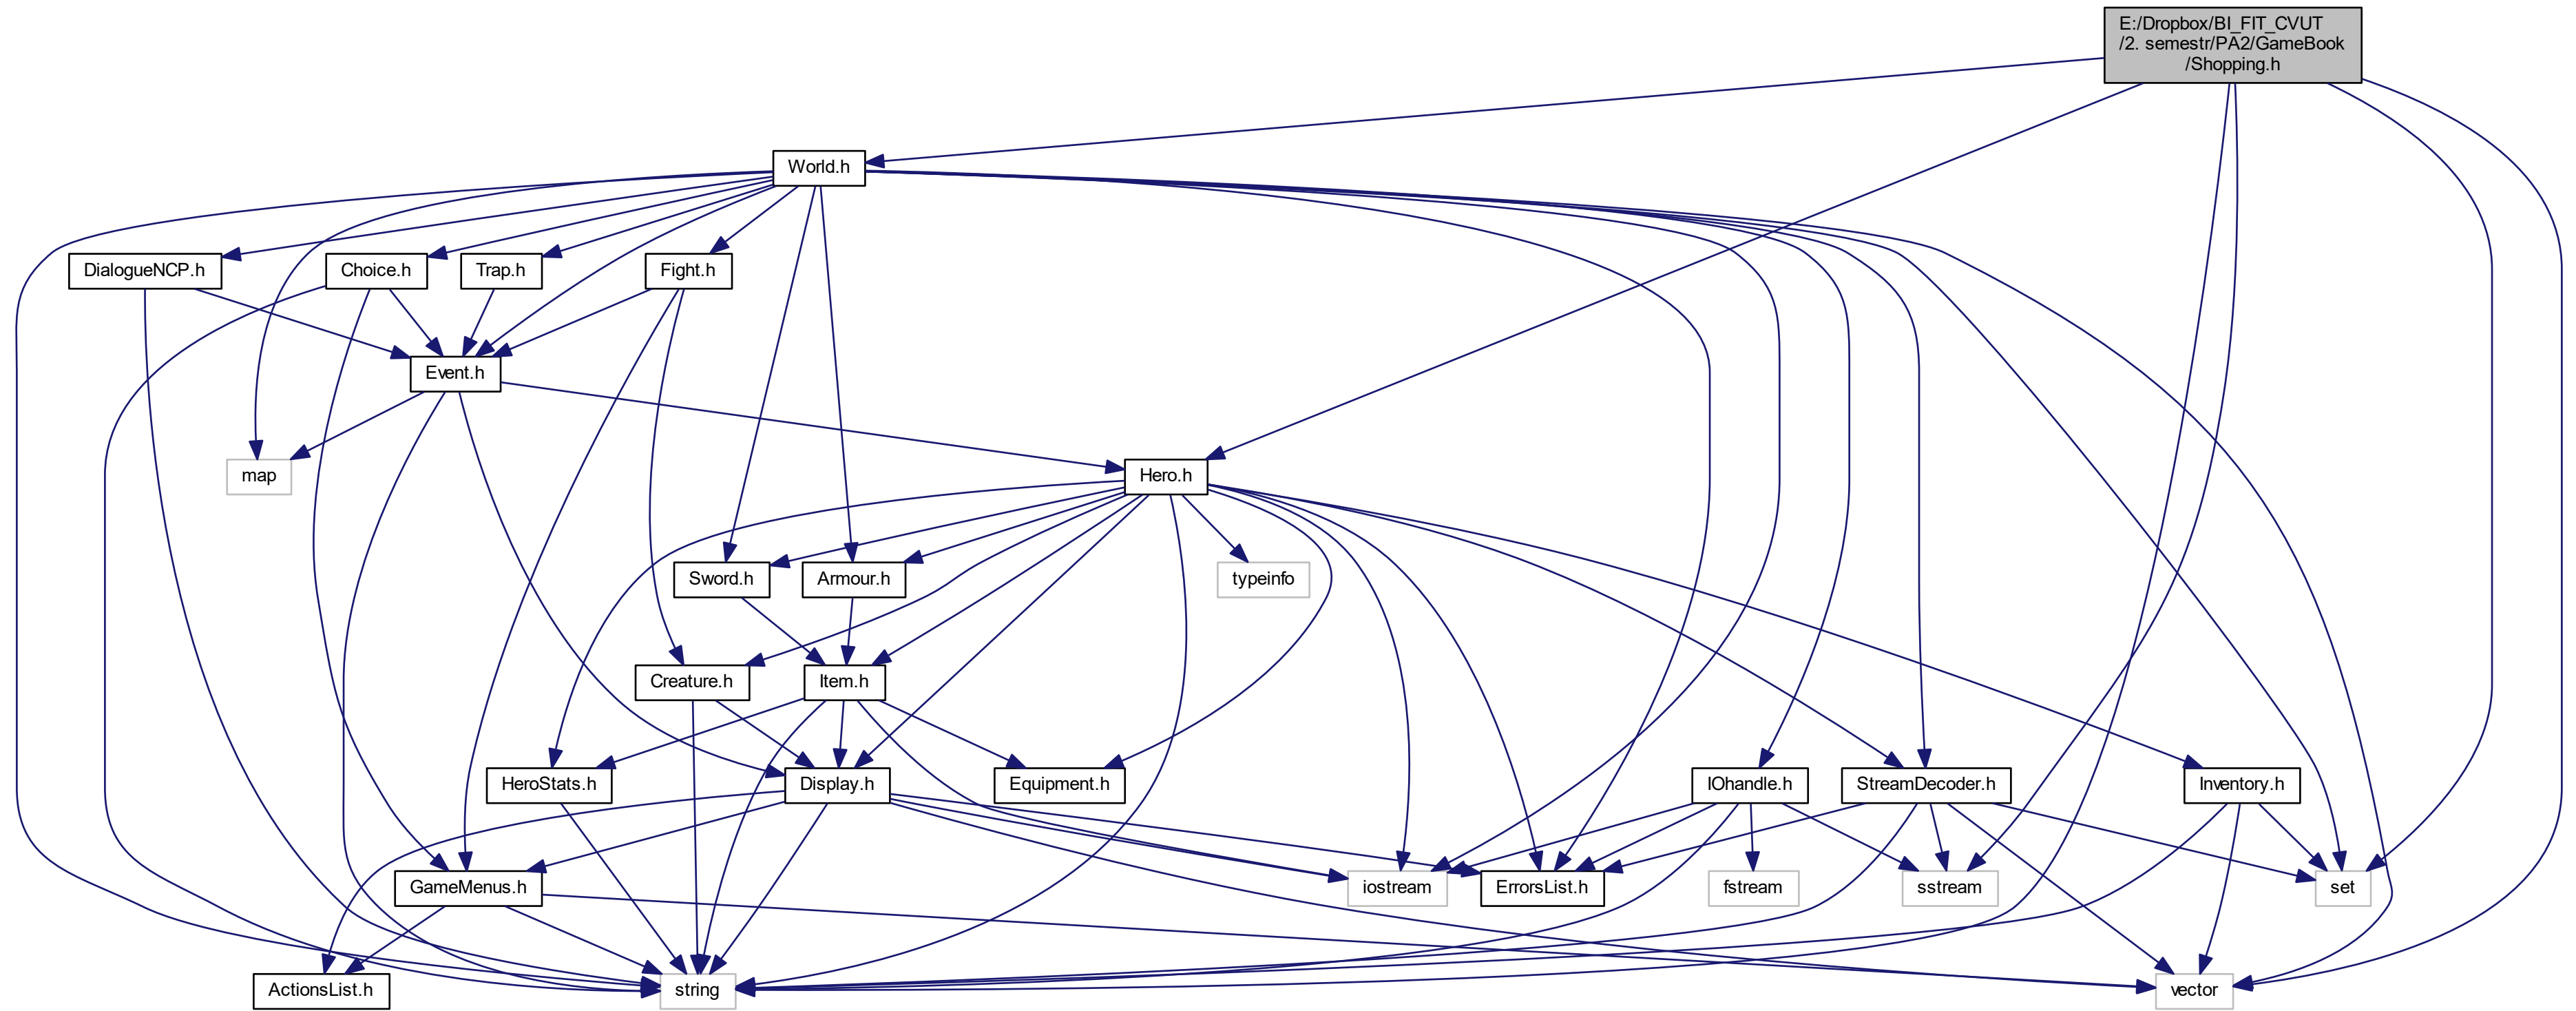 E:/Dropbox/BI_FIT_CVUT
/2. semestr/PA2/GameBook
/Shopping.h
World.h
DialogueNCP.h
Choice.h
Trap.h
Fight.h
Event.h
map
Hero.h
Sword.h
Armour.h
typeinfo
Creature.h
Item.h
HeroStats.h
Display.h
Equipment.h
IOhandle.h
StreamDecoder.h
Inventory.h
GameMenus.h
iostream
ErrorsList.h
fstream
sstream
set
ActionsList.h
string
vector